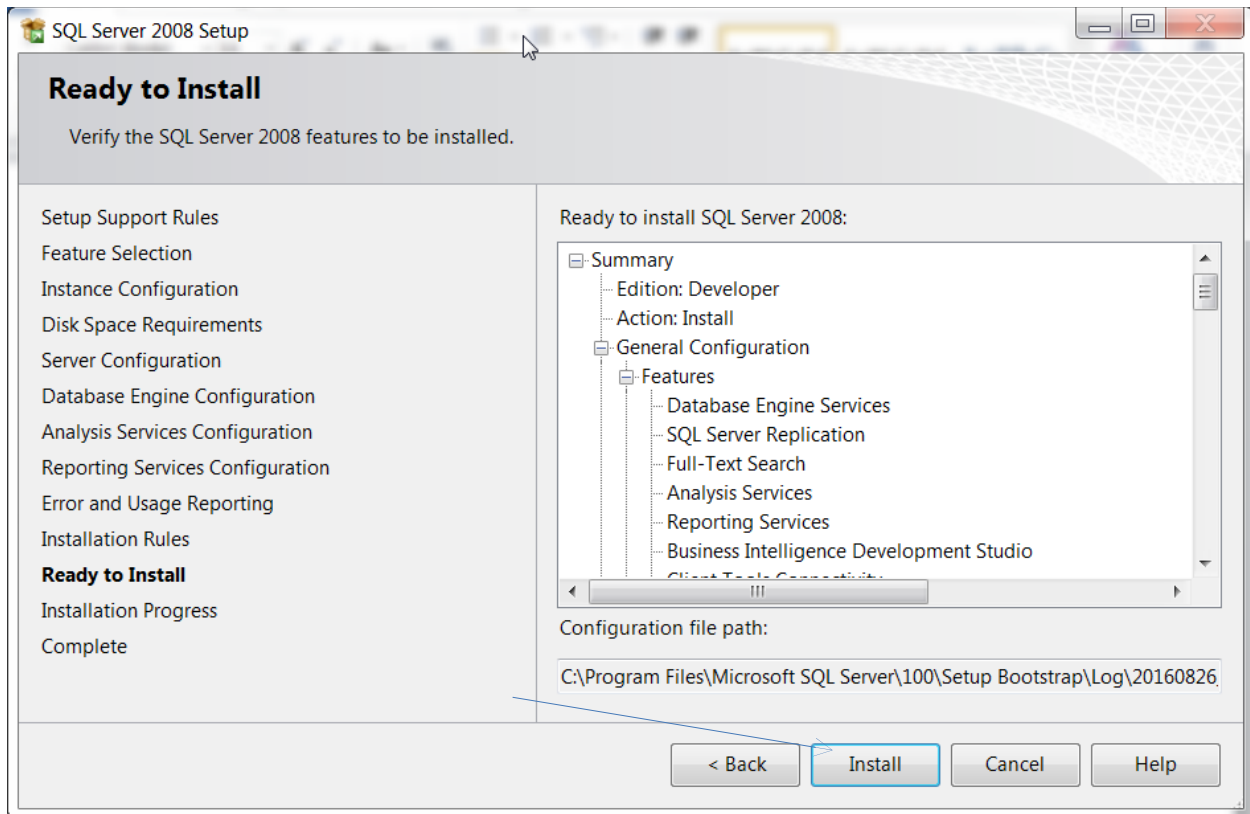 SQL Server 2008 Setup
Ready to Install
Verify the SQL Server 2008 features to be installed.
Setup Support Rules
Feature Selection
Instance Configuration
Disk Space Requirements
Server Configuration
Database Engine Configuration
Analysis Services Configuration
Reporting Services Configuration
Error and Usage Reporting
Installation Rules
Ready to Install
Installation Progress
Complete
Ready to install SQL Server 2008:
Summary
Edition: Developer
Action: Install
General Configuration
Features
Database Engine Services
SQL Server Replication
Full-Text Search
Analysis Services
Reporting Services
Business Intelligence Development Studio
Client Tools Connectivity
Configuration file path:
C:\Program Files\Microsoft SQL Server\100\Setup Bootstrap\Log\20160826_
< Back Install Cancel Help